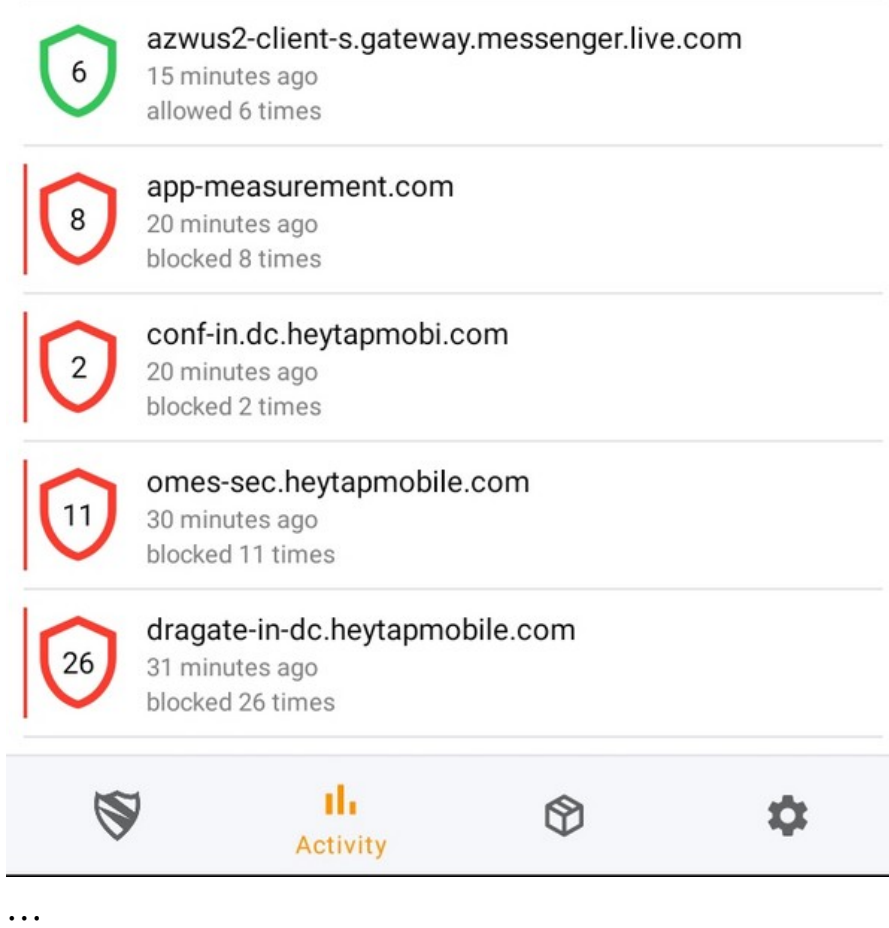 6
azwus2-client-s.gateway.messenger.live.com
15 minutes ago
allowed 6 times
8
app-measurement.com
20 minutes ago
blocked 8 times
2
conf-in.dc.heytapmobi.com
20 minutes ago
blocked 2 times
11
omes-sec.heytapmobile.com
30 minutes ago
blocked 11 times
26
dragate-in-dc.heytapmobile.com
31 minutes ago
blocked 26 times
Activity
...